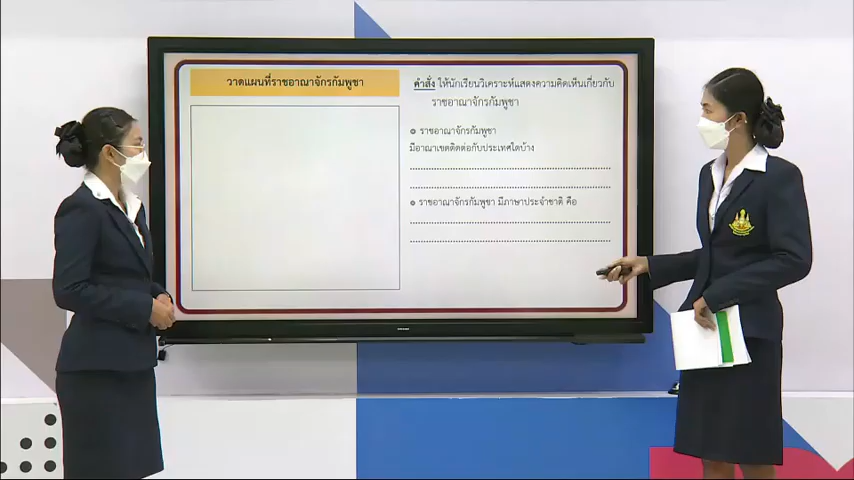 วาดแผนที่ราชอาณาจักรกัมพูชา
คำสั่ง ให้นักเรียนวิเคราะห์แสดงความคิดเห็นเกี่ยวกับ
ราชอาณาจักรกัมพูชา
ราชอาณาจักรกัมพูชา
มีอาณาเขตติดต่อกับประเทศใดบ้าง
ราชอาณาจักรกัมพูชา มีภาษาประจำชาติ คือ